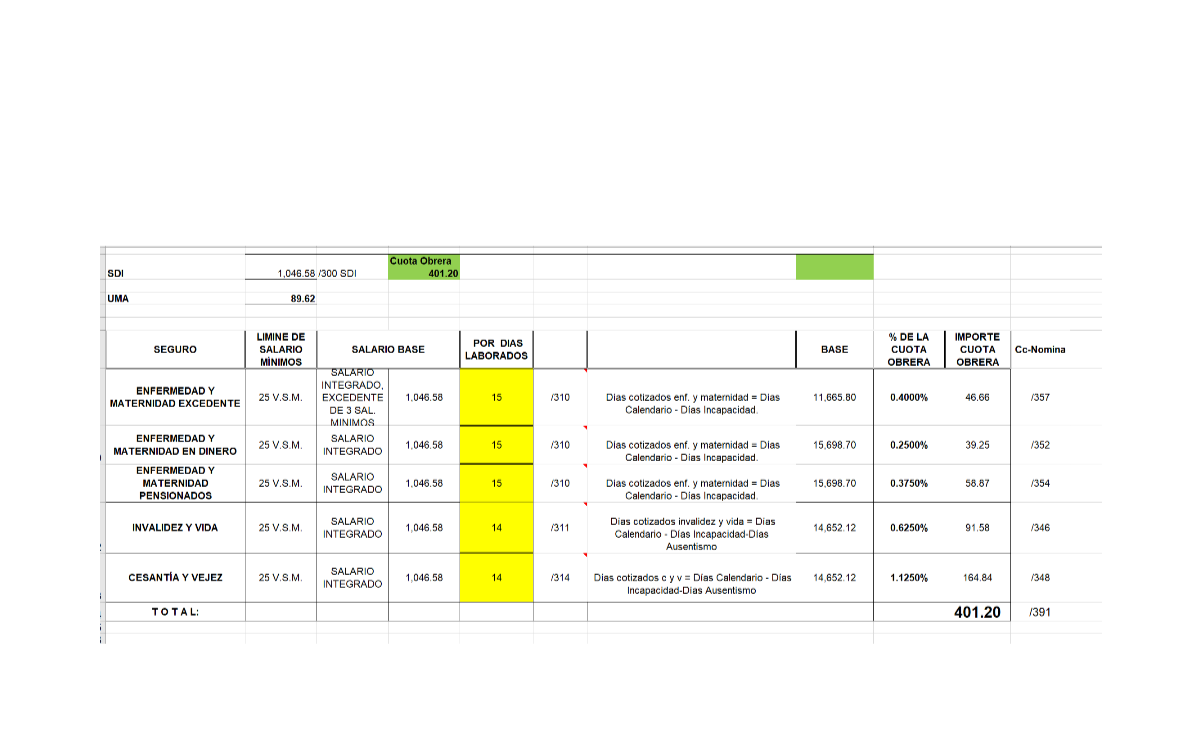 Cuota Obrera
SDI 1,046.58 /300 SDI 401.20
UMA 89.62
SEGURO
LIMINE DE
SALARIO
MÍNIMOS
SALARIO BASE
POR DIAS
LABORADOS
BASE
% DE LA
CUOTA
OBRERA
IMPORTE
CUOTA
OBRERA
Cc-Nomina
ENFERMEDAD Y
MATERNIDAD EXCEDENTE
25 V.S.M.
SALARIO
INTEGRADO,
EXCEDENTE
DE 3 SAL.
MINIMOS
1,046.58
15
/310
Dias cotizados enf. y maternidad = Dias
Calendario - Dias Incapacidad.
11,665.80
0.4000%
46.66
/357
ENFERMEDAD Y
MATERNIDAD EN DINERO
25 V.S.M.
SALARIO
INTEGRADO
1,046.58
15
/310
Dias cotizados enf. y maternidad = Dias
Calendario - Dias Incapacidad.
15,698.70
0.2500%
39.25
/352
ENFERMEDAD Y
MATERNIDAD
PENSIONADOS
25 V.S.M.
SALARIO
INTEGRADO
1,046.58
15
/310
Dias cotizados enf. y maternidad = Dias
Calendario - Dias Incapacidad.
15,698.70
0.3750%
58.87
/354
INVALIDEZ Y VIDA
25 V.S.M.
SALARIO
INTEGRADO
1,046.58
14
/311
Días cotizados invalidez y vida = Días
Calendario - Días Incapacidad-Días
Ausentismo
14,652.12
0.6250%
91.58
/346
CESANTÍA Y VEJEZ
25 V.S.M.
SALARIO
INTEGRADO
1,046.58
14
/314
Dias cotizados c y v = Días Calendario - Días
Incapacidad-Dias Ausentismo
14,652.12
1.1250%
164.84
/348
T O T A L:
401.20
/391